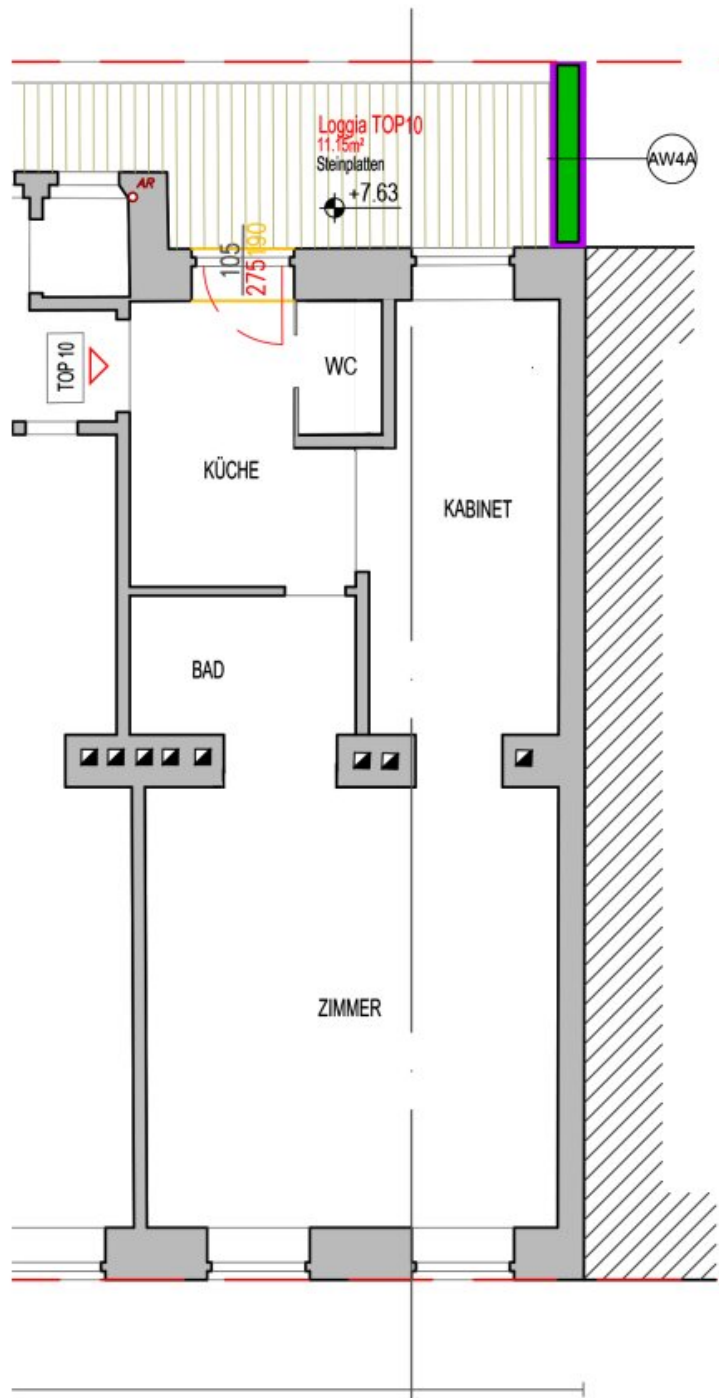 Loggia TOP10
11.15m²
Steinplatten
+7.63
AW4A
AR
105
190
275
TOP 10
WC
KÜCHE
KABINET
BAD
ZIMMER